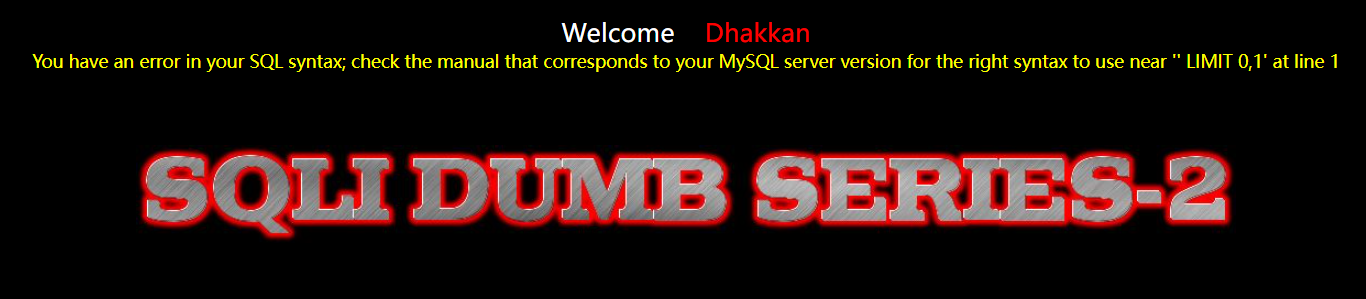 Welcome Dhakkan
You have an error in your SQL syntax; check the manual that corresponds to your MySQL server version for the right syntax to use near '' LIMIT 0,1' at line 1
SQLI DUMB SERIES-2